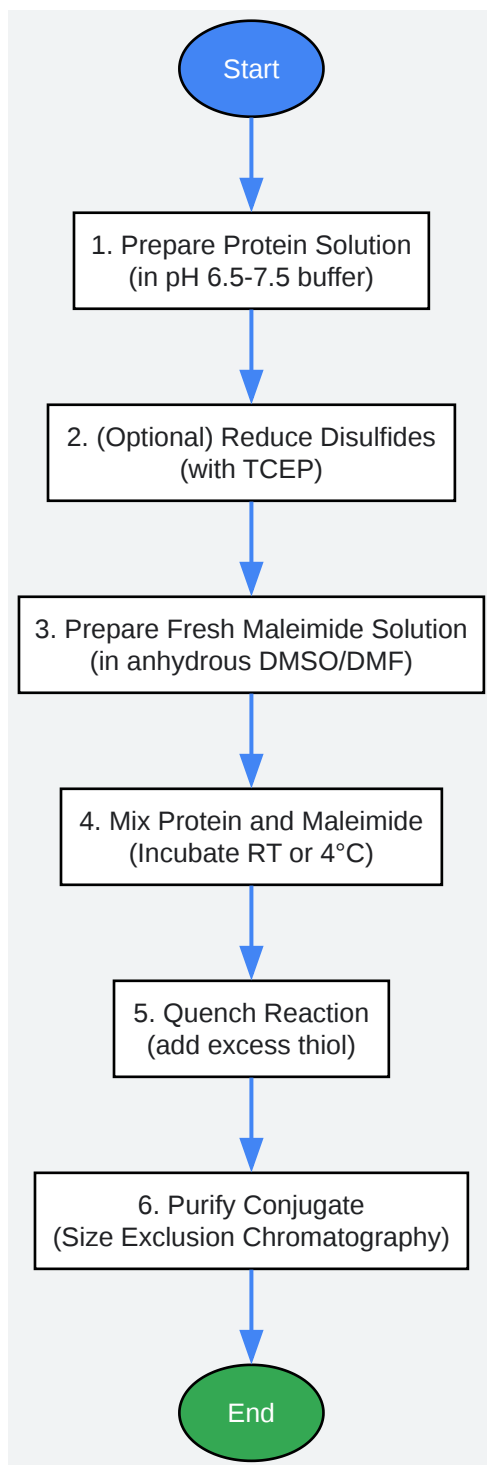 Start
1. Prepare Protein Solution
(in pH 6.5-7.5 buffer)
2. (Optional) Reduce Disulfides
(with TCEP)
3. Prepare Fresh Maleimide Solution
(in anhydrous DMSO/DMF)
4. Mix Protein and Maleimide
(Incubate RT or 4°C)
5. Quench Reaction
(add excess thiol)
6. Purify Conjugate
(Size Exclusion Chromatography)
End